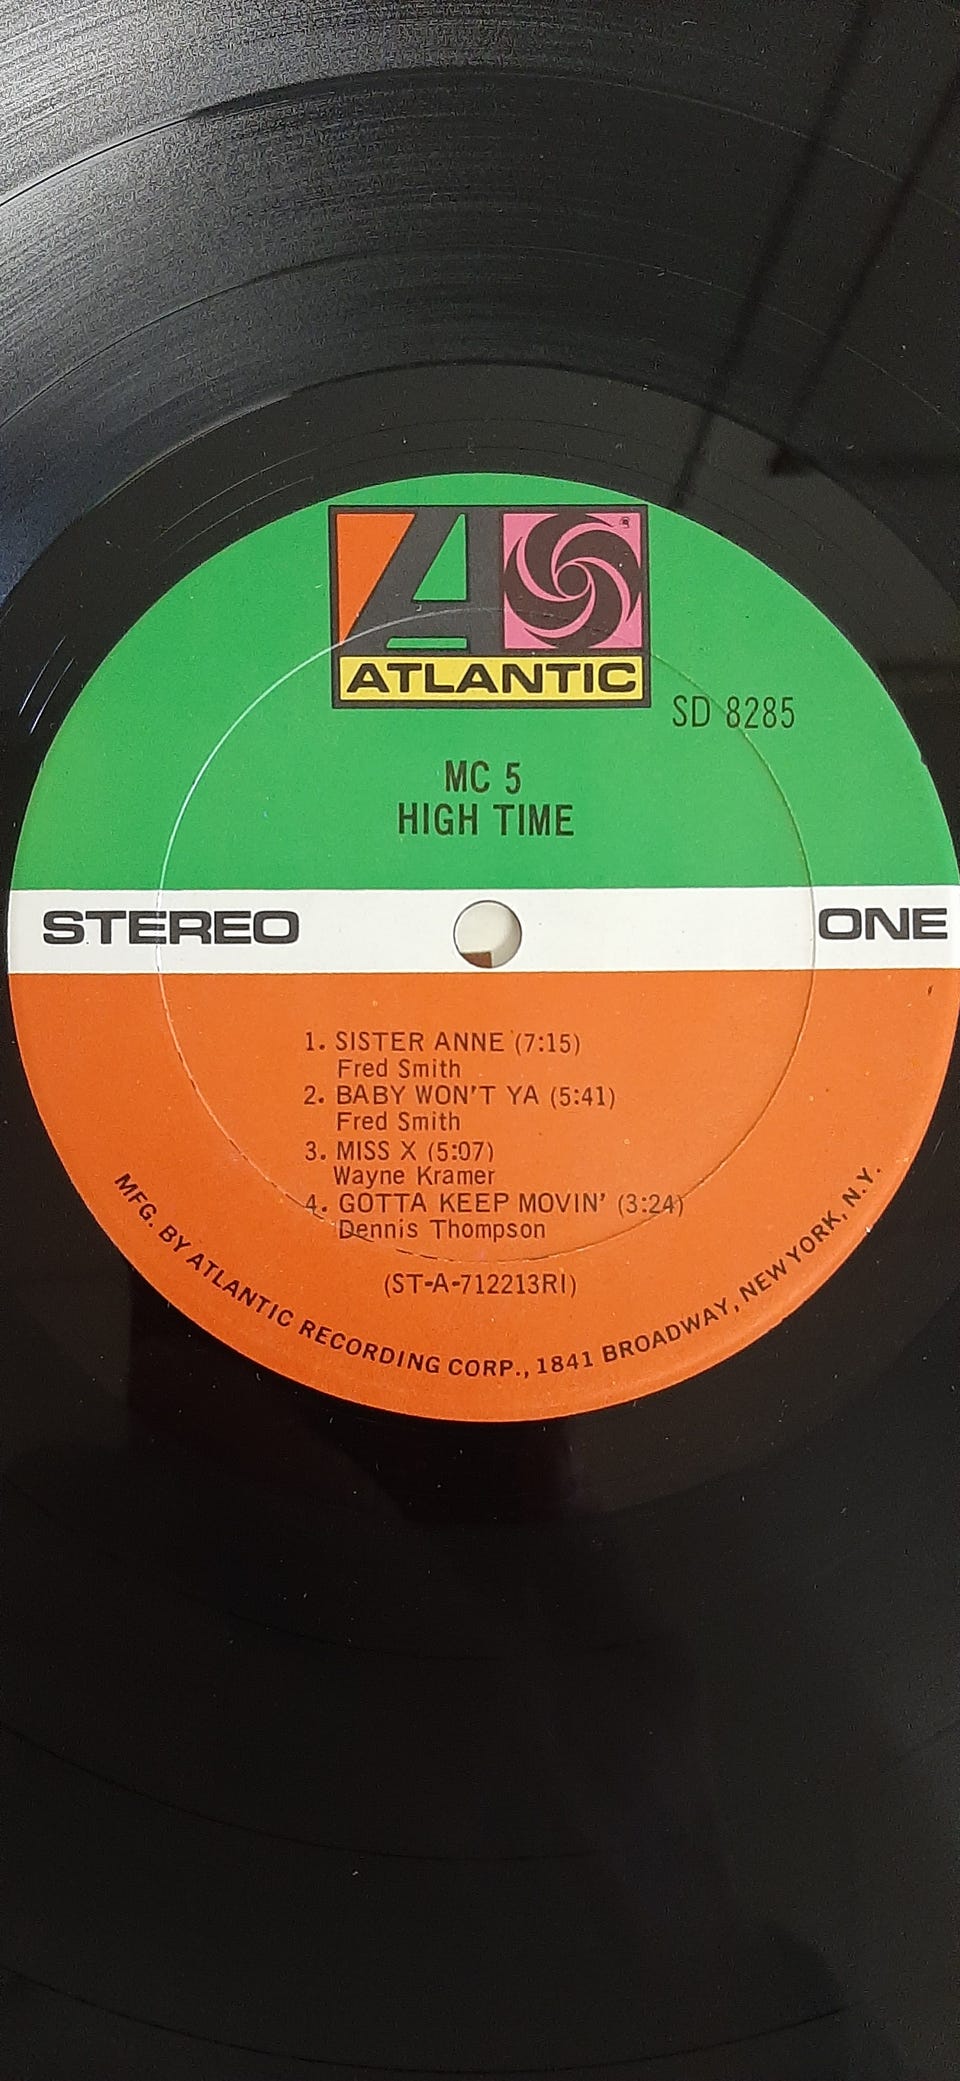 ATLANTIC
SD 8285
MC 5
HIGH TIME
STEREO
ONE
1. SISTER ANNE (7:15)
Fred Smith
2. BABY WON'T YA (5:41)
Fred Smith
3. MISS X (5:07)
Wayne Kramer
4. GOTTA KEEP MOVIN' (3:24)
Dennis Thompson
(ST-A-712213RI)
MFG. BY ATLANTIC RECORDING CORP., 1841 BROADWAY, NEW YORK, N.Y.